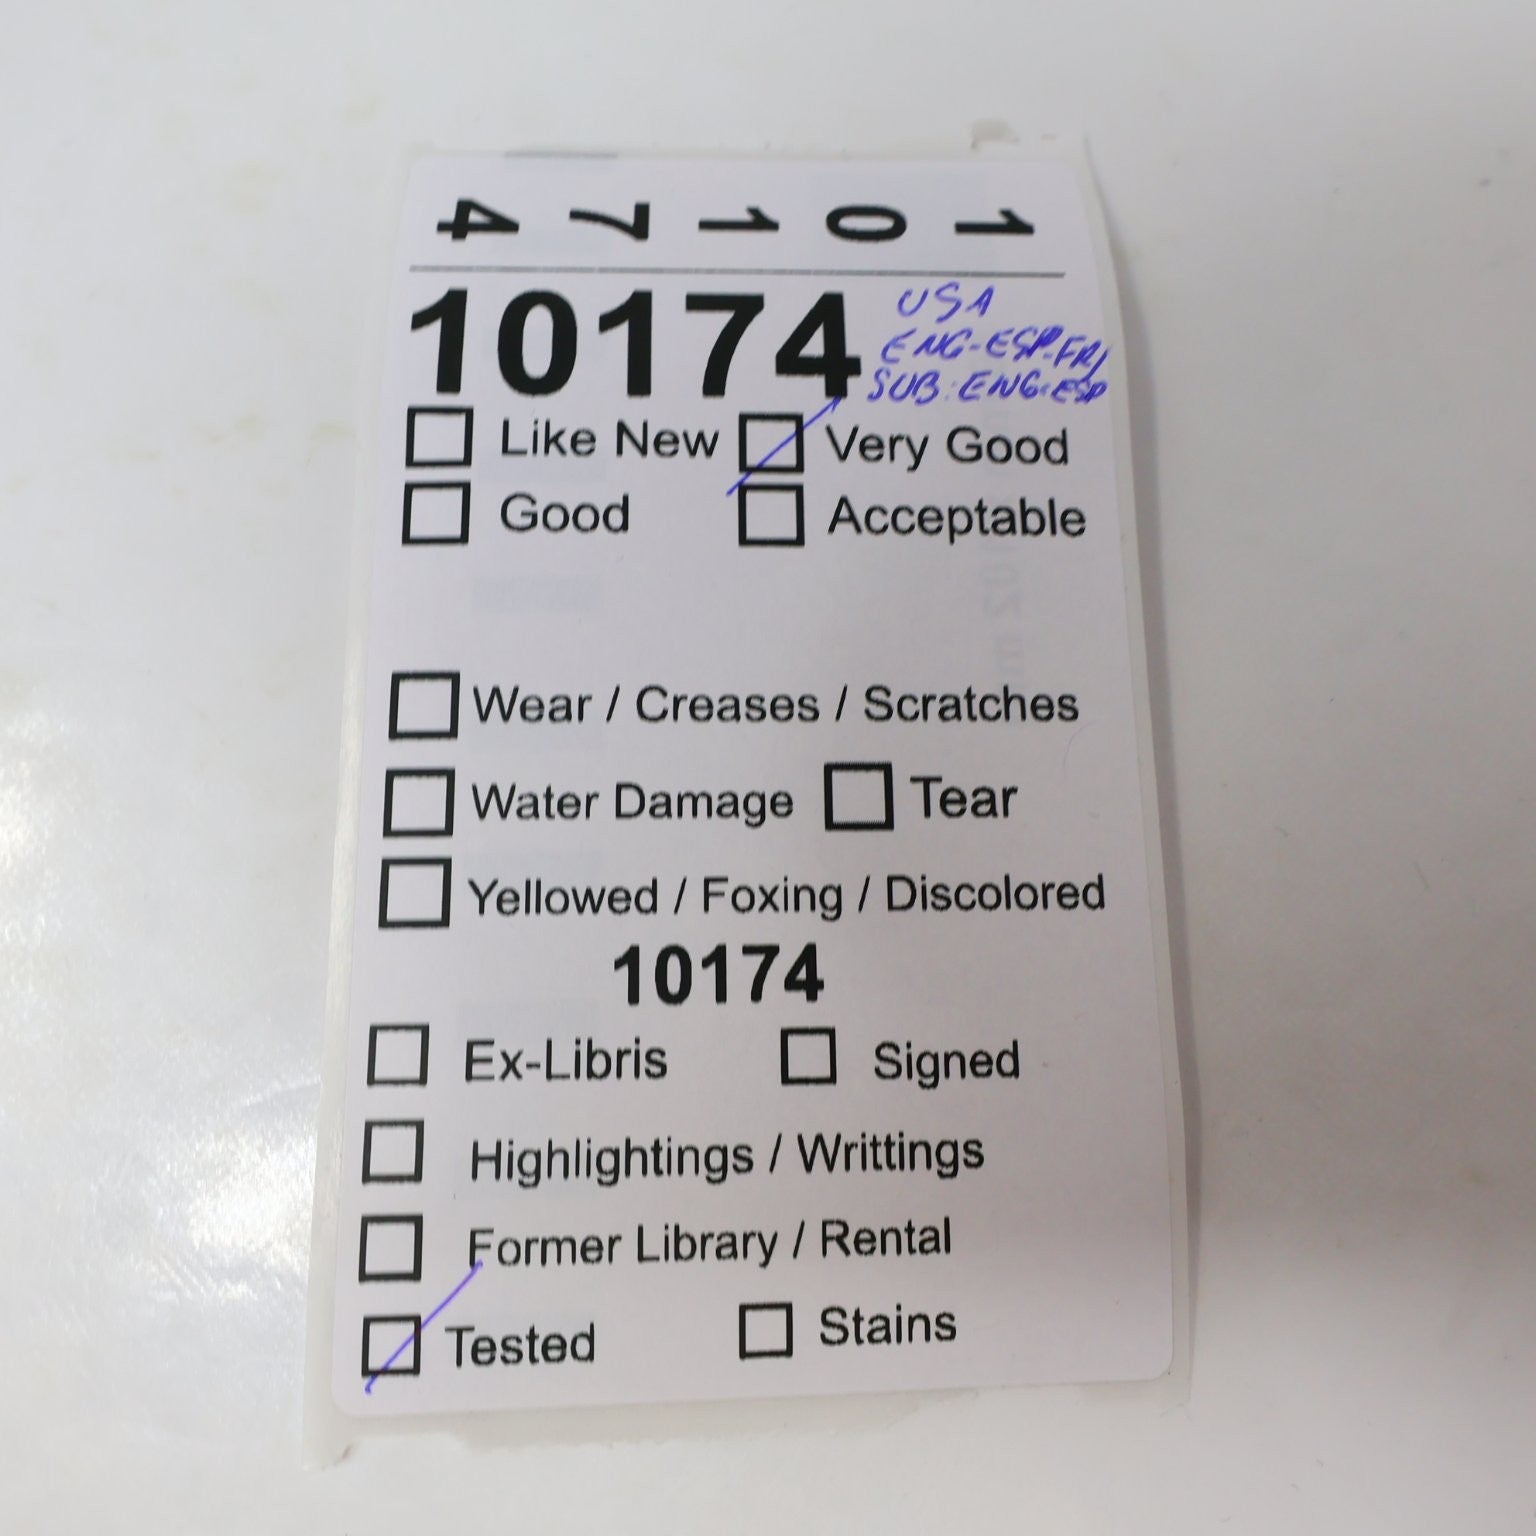 10174
10174
USA
ENG-ESP-FR
SUB: ENG-ESP
Like New Very Good
Good Acceptable
Wear / Creases / Scratches
Water Damage Tear
Yellowed / Foxing / Discolored
10174
Ex-Libris Signed
Highlightings / Writtings
Former Library / Rental
Tested Stains